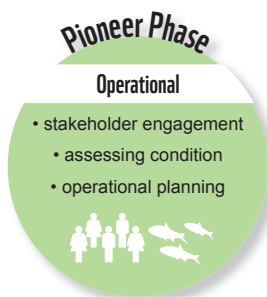 Pioneer Phase
Operational
• stakeholder engagement
• assessing condition
• operational planning